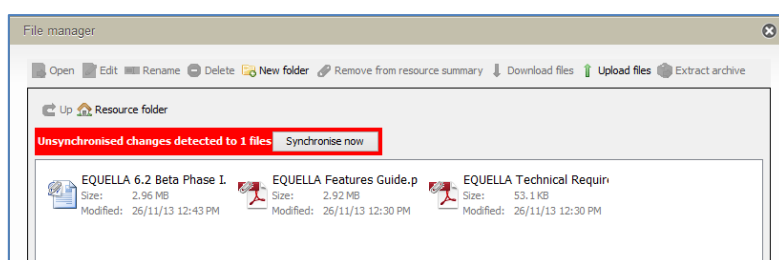 File manager
Open Edit Rename Delete New folder Remove from resource summary Download files Upload files Extract archive
Up Resource folder
Unsynchronised changes detected to 1 files Synchronise now
EQUELLA 6.2 Beta Phase I. EQUELLA Features Guide.p EQUELLA Technical Require
Size: 2.96 MB Size: 2.92 MB Size: 53.1 KB
Modified: 26/11/13 12:43 PM Modified: 26/11/13 12:30 PM Modified: 26/11/13 12:30 PM